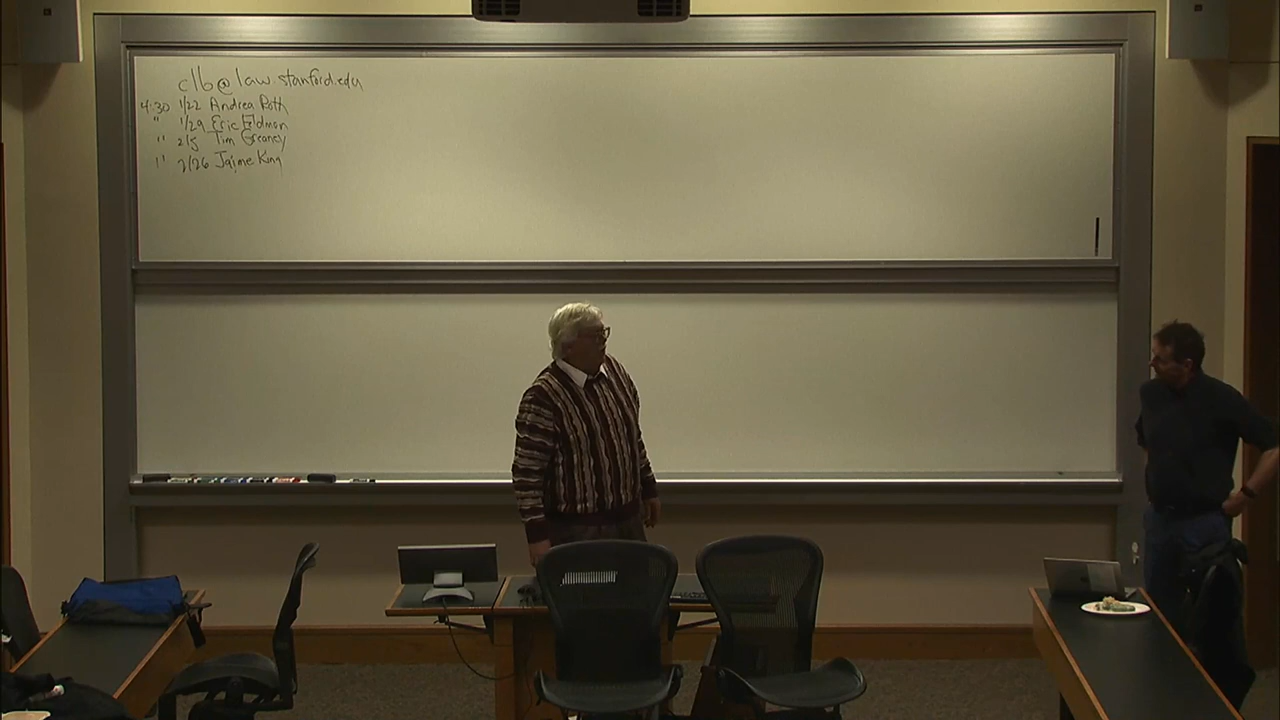 clb@law.stanford.edu
4:30 1/22 Andrea Roth
" 1/29 Eric Feldman
" 2/5 Tim Greaney
" 2/26 Jaime King